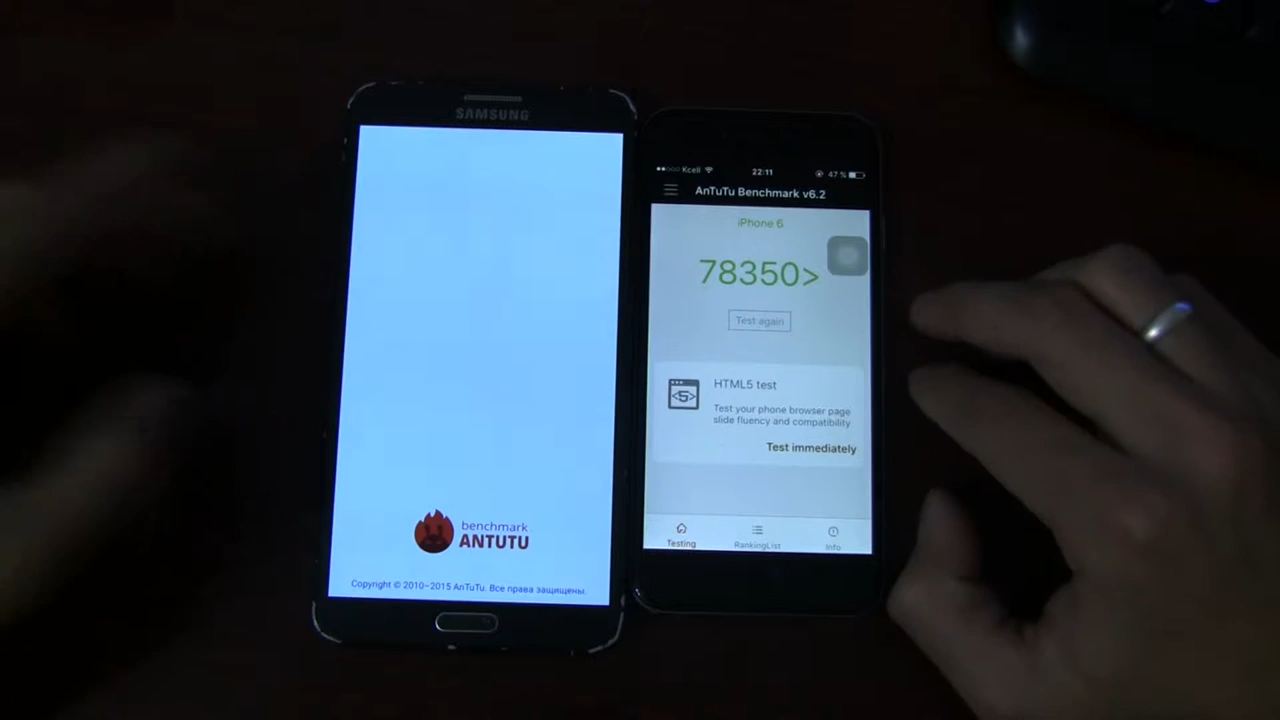 SAMSUNG
benchmark
ANTUTU
Copyright © 2010-2015 AnTuTu. Все права защищены.
Kcell 22:11 47 %
AnTuTu Benchmark v6.2
iPhone 6
78350>
Test again
HTML5 test
Test your phone browser page
slide fluency and compatibility
Test immediately
Testing RankingList Info